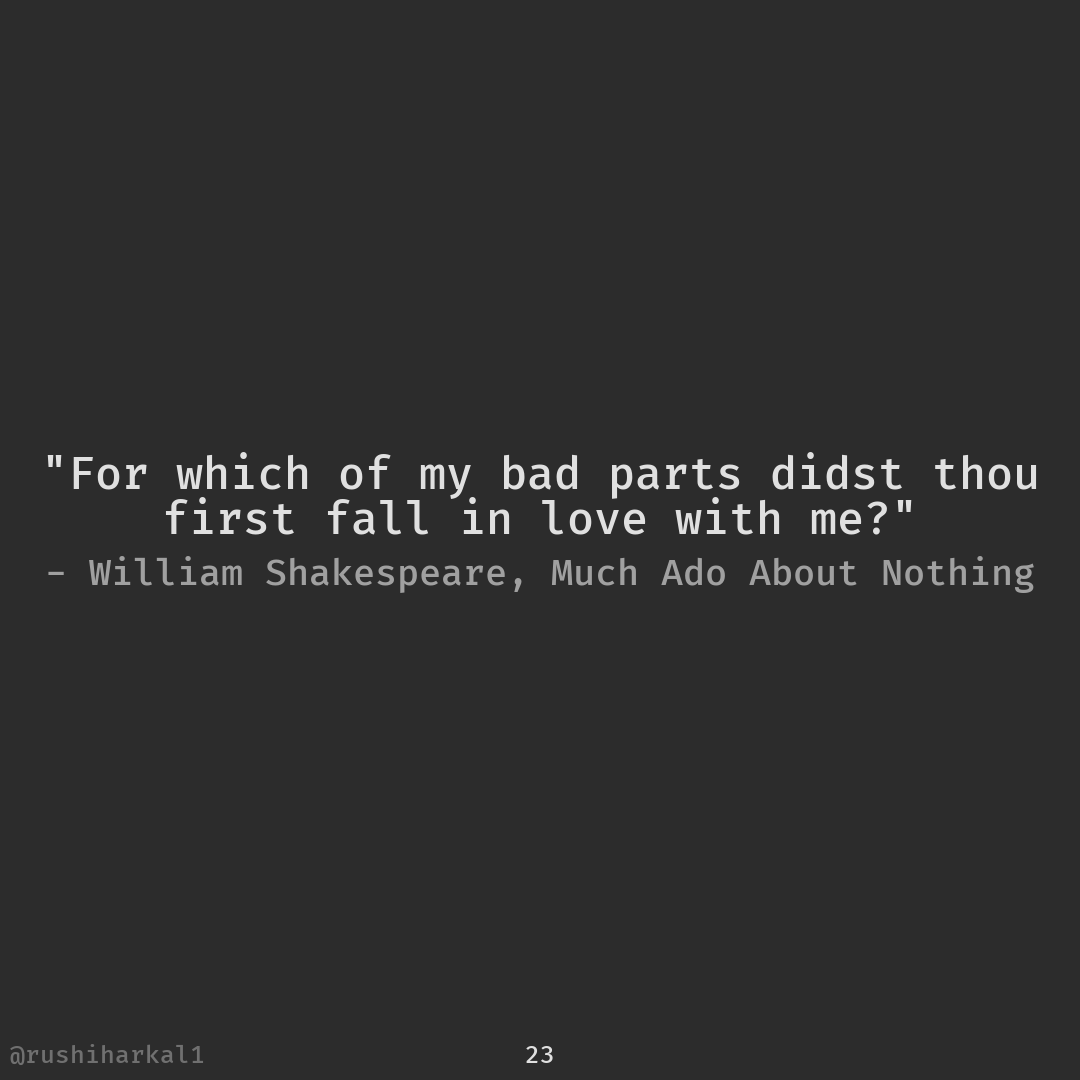 "For which of my bad parts didst thou
first fall in love with me?"
– William Shakespeare, Much Ado About Nothing
@rushiharkal1
23